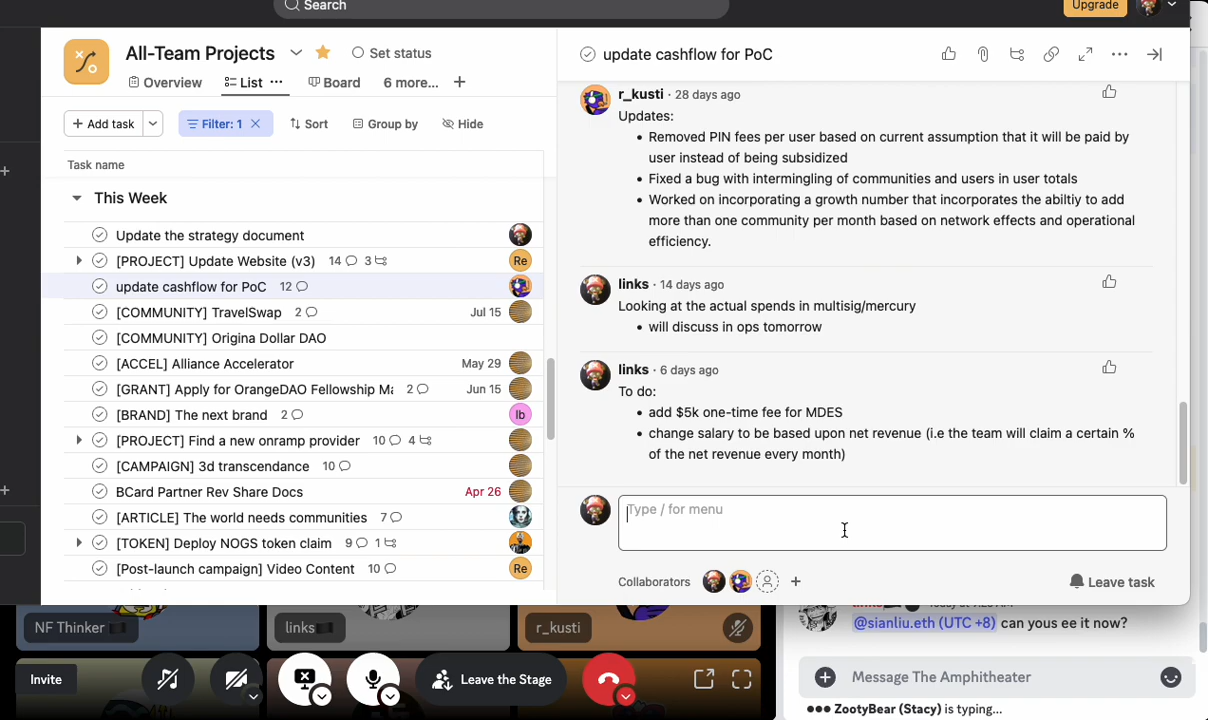 Search
Upgrade
All-Team Projects
Set status
Overview
List
Board
6 more...
Add task
Filter: 1
Sort
Group by
Hide
Task name
This Week
Update the strategy document
[PROJECT] Update Website (v3) 14 3
Re
update cashflow for PoC 12
[COMMUNITY] TravelSwap 2 Jul 15
[COMMUNITY] Origina Dollar DAO
[ACCEL] Alliance Accelerator May 29
[GRANT] Apply for OrangeDAO Fellowship Ma 2 Jun 15
[BRAND] The next brand 2
lb
[PROJECT] Find a new onramp provider 10 4
[CAMPAIGN] 3d transcendance 10
BCard Partner Rev Share Docs Apr 26
[ARTICLE] The world needs communities 7
[TOKEN] Deploy NOGS token claim 9 1
[Post-launch campaign] Video Content 10
Re
update cashflow for PoC
r_kusti · 28 days ago
Updates:
• Removed PIN fees per user based on current assumption that it will be paid by
user instead of being subsidized
• Fixed a bug with intermingling of communities and users in user totals
• Worked on incorporating a growth number that incorporates the abiltiy to add
more than one community per month based on network effects and operational
efficiency.
links · 14 days ago
Looking at the actual spends in multisig/mercury
• will discuss in ops tomorrow
links · 6 days ago
To do:
• add $5k one-time fee for MDES
• change salary to be based upon net revenue (i.e the team will claim a certain %
of the net revenue every month)
Type / for menu
Collaborators
Leave task
NF Thinker
links
r_kusti
Invite
Leave the Stage
@sianliu.eth (UTC +8) can yous ee it now?
Message The Amphitheater
ZootyBear (Stacy) is typing...